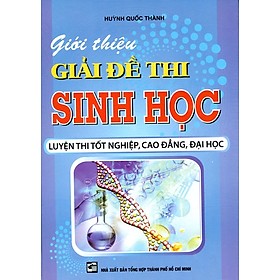 HUỲNH QUỐC THÀNH
Giới thiệu
GIẢI ĐỀ THI
SINH HỌC
LUYỆN THI TỐT NGHIỆP, CAO ĐẲNG, ĐẠI HỌC
NHÀ XUẤT BẢN TỔNG HỢP THÀNH PHỐ HỒ CHÍ MINH